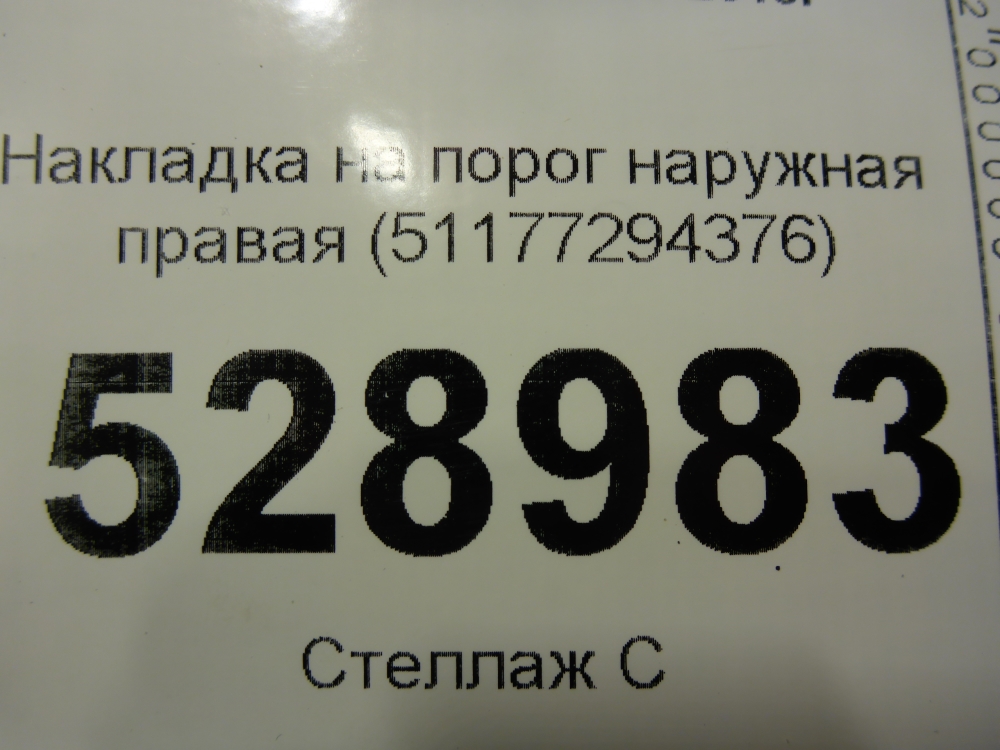 Накладка на порог наружная
правая (51177294376)
528983
Стеллаж С